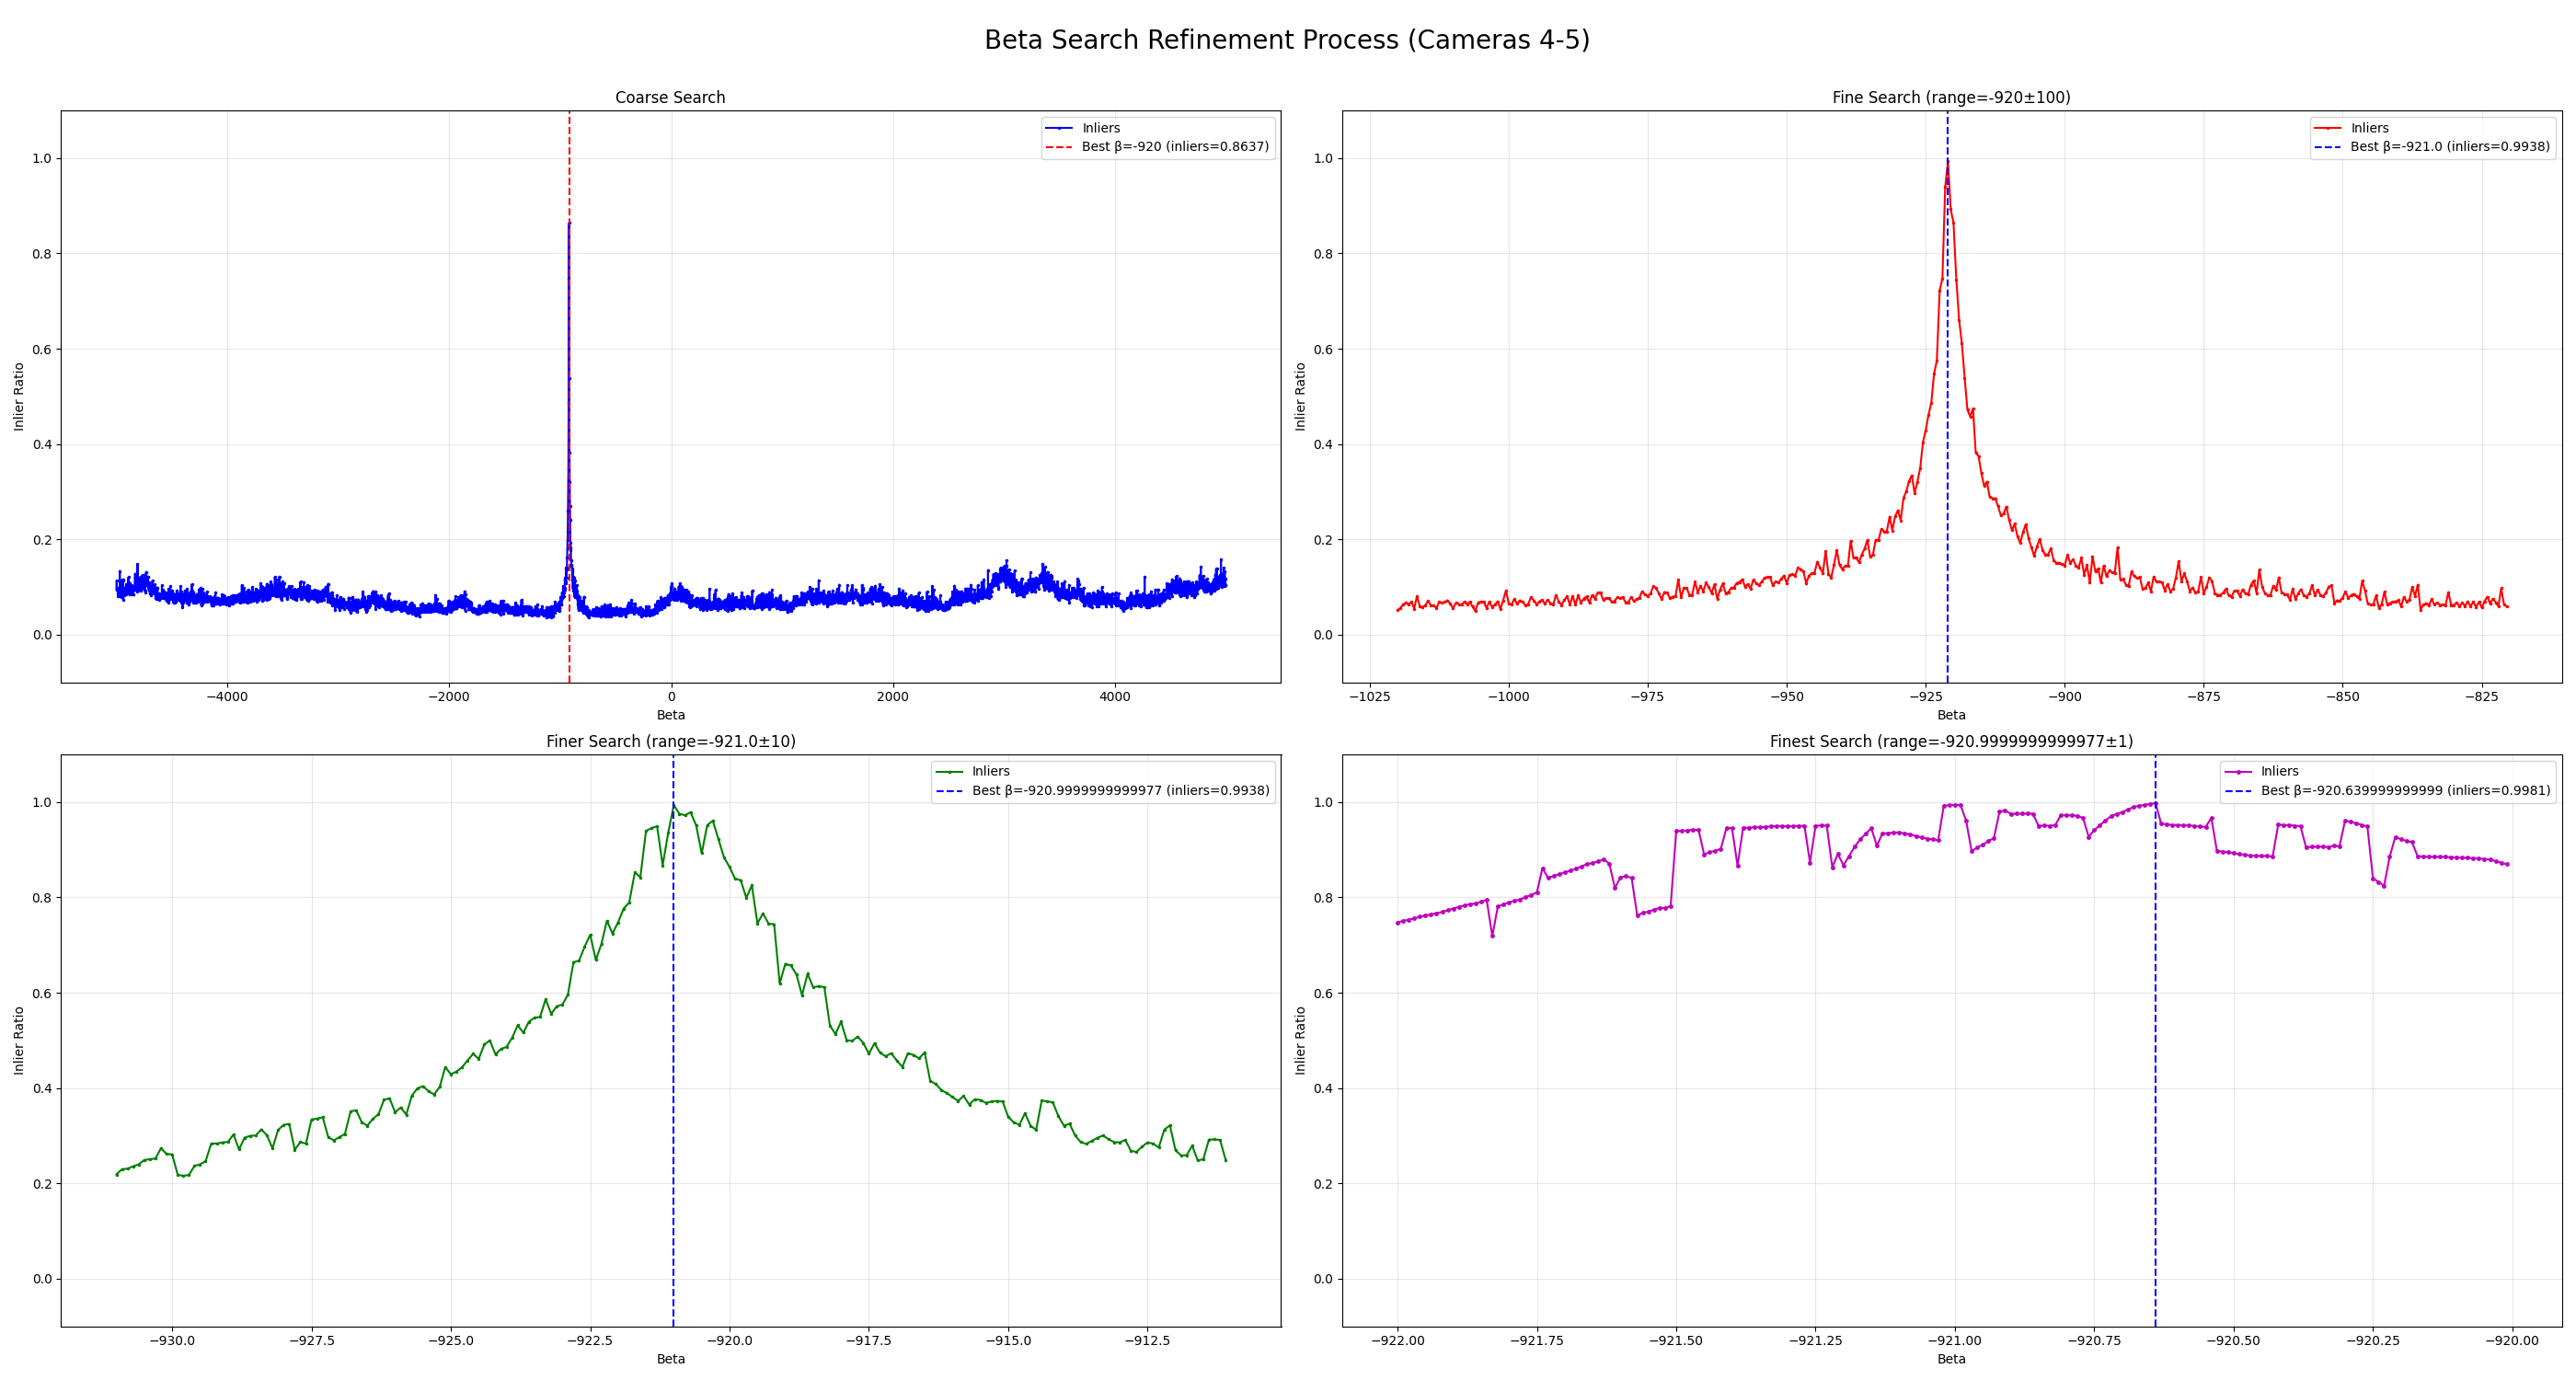 Beta Search Refinement Process (Cameras 4-5)
Coarse Search
Inliers
Best β=-920 (inliers=0.8637)
Inlier Ratio
1.0
0.8
0.6
0.4
0.2
0.0
−4000 −2000 0 2000 4000
Beta
Fine Search (range=-920±100)
Inliers
Best β=-921.0 (inliers=0.9938)
Inlier Ratio
1.0
0.8
0.6
0.4
0.2
0.0
−1025 −1000 −975 −950 −925 −900 −875 −850 −825
Beta
Finer Search (range=-921.0±10)
Inliers
Best β=-920.9999999999977 (inliers=0.9938)
Inlier Ratio
1.0
0.8
0.6
0.4
0.2
0.0
−930.0 −927.5 −925.0 −922.5 −920.0 −917.5 −915.0 −912.5
Beta
Finest Search (range=-920.9999999999977±1)
Inliers
Best β=-920.639999999999 (inliers=0.9981)
Inlier Ratio
1.0
0.8
0.6
0.4
0.2
0.0
−922.00 −921.75 −921.50 −921.25 −921.00 −920.75 −920.50 −920.25 −920.00
Beta